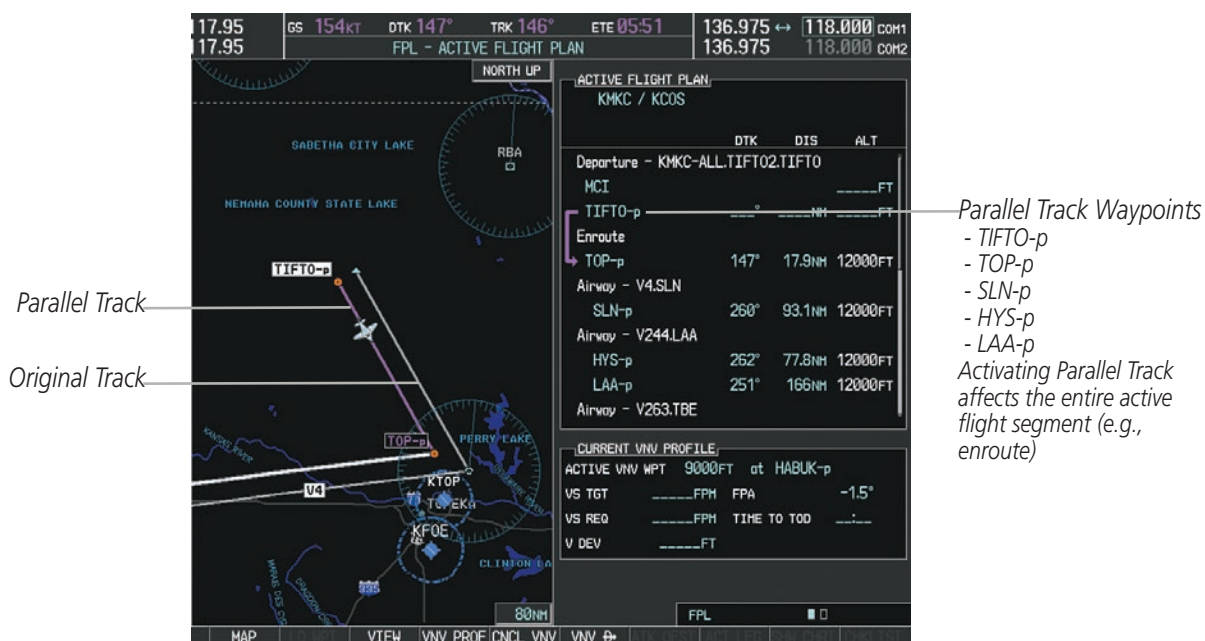 17.95 GS 154KT DTK 147° TRK 146° ETE 05:51 136.975 ↔ 118.000 COM1
17.95 FPL - ACTIVE FLIGHT PLAN 136.975 118.000 COM2
NORTH UP
SABETHA CITY LAKE
RBA
NEMAHA COUNTY STATE LAKE
TIFTO-p
TOP-p
PERRY LAKE
KANSAS RIVER
V4
KTOP
TOPEKA
KFOE
CLINTON LA
MARAIS DES CYG
335
80NM
ACTIVE FLIGHT PLAN
KMKC / KCOS
DTK DIS ALT
Departure - KMKC-ALL.TIFTO2.TIFTO
MCI _____FT
TIFTO-p ___° ____NM _____FT
Enroute
TOP-p 147° 17.9NM 12000FT
Airway - V4.SLN
SLN-p 260° 93.1NM 12000FT
Airway - V244.LAA
HYS-p 262° 77.8NM 12000FT
LAA-p 251° 166NM 12000FT
Airway - V263.TBE
CURRENT VNV PROFILE
ACTIVE VNV WPT 9000FT at HABUK-p
VS TGT _____FPM FPA -1.5°
VS REQ _____FPM TIME TO TOD __:__
V DEV _____FT
FPL
MAP VIEW VNV PROF CNCL VNV VNV
Parallel Track
Original Track
Parallel Track Waypoints
- TIFTO-p
- TOP-p
- SLN-p
- HYS-p
- LAA-p
Activating Parallel Track
affects the entire active
flight segment (e.g.,
enroute)